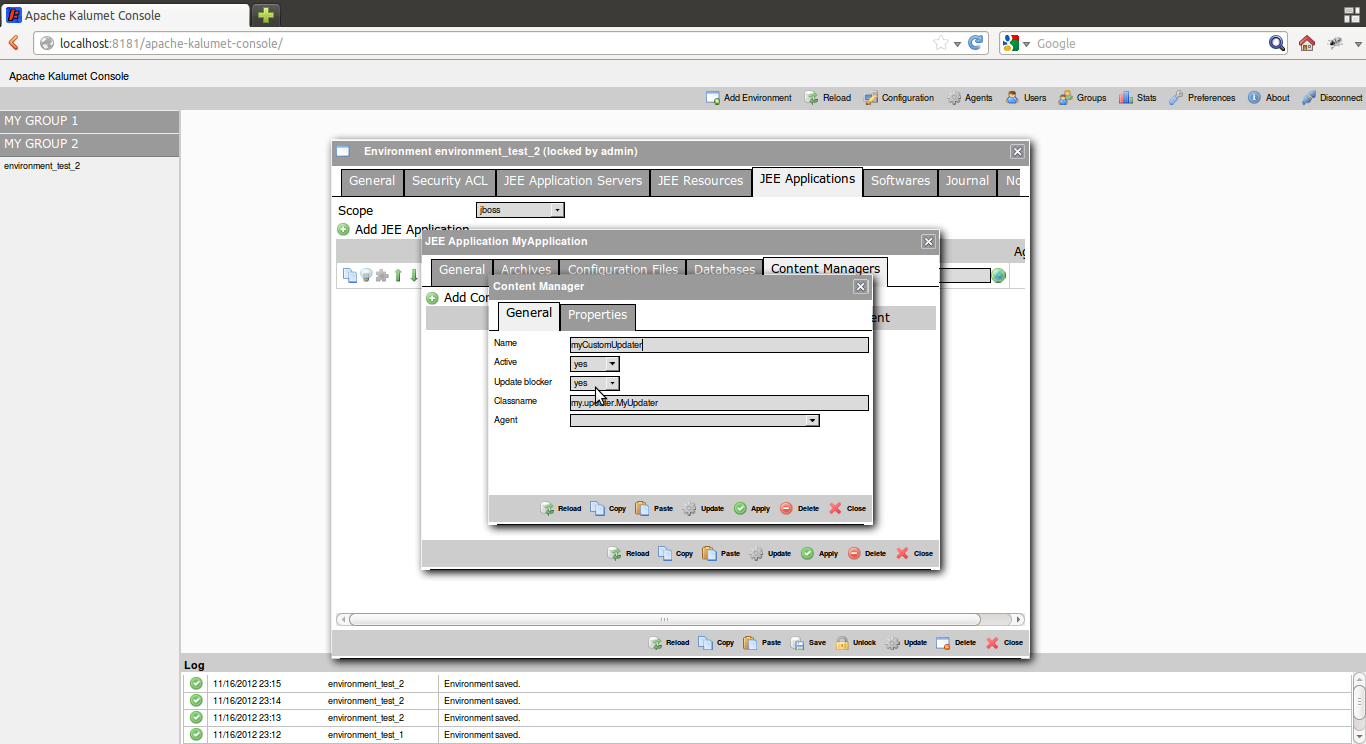 Apache Kalumet Console
localhost:8181/apache-kalumet-console/
Google
Apache Kalumet Console
Add Environment Reload Configuration Agents Users Groups Stats Preferences About Disconnect
MY GROUP 1
MY GROUP 2
environment_test_2
Environment environment_test_2 (locked by admin)
General Security ACL JEE Application Servers JEE Resources JEE Applications Softwares Journal No
Scope jboss
Add JEE Application
JEE Application MyApplication
General Archives Configuration Files Databases Content Managers
Add Cor
Content Manager
General Properties
Name myCustomUpdater
Active yes
Update blocker yes
Classname my.updater.MyUpdater
Agent
Reload Copy Paste Update Apply Delete Close
Reload Copy Paste Update Apply Delete Close
Reload Copy Paste Save Unlock Update Delete Close
Log
11/16/2012 23:15 environment_test_2 Environment saved.
11/16/2012 23:14 environment_test_2 Environment saved.
11/16/2012 23:13 environment_test_2 Environment saved.
11/16/2012 23:12 environment_test_1 Environment saved.